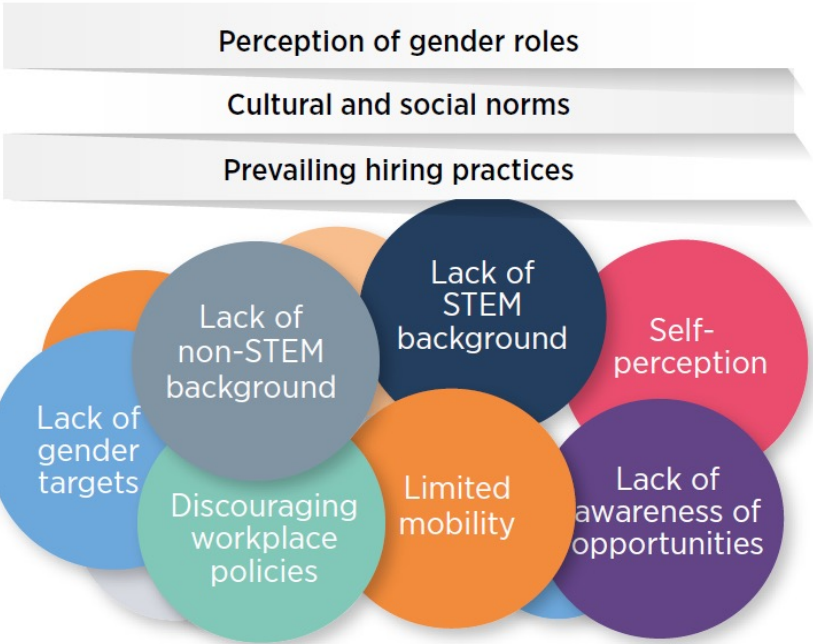 Perception of gender roles
Cultural and social norms
Prevailing hiring practices
Lack of
non-STEM
background
Lack of
STEM
background
Self-
perception
Lack of
gender
targets
Discouraging
workplace
policies
Limited
mobility
Lack of
awareness of
opportunities